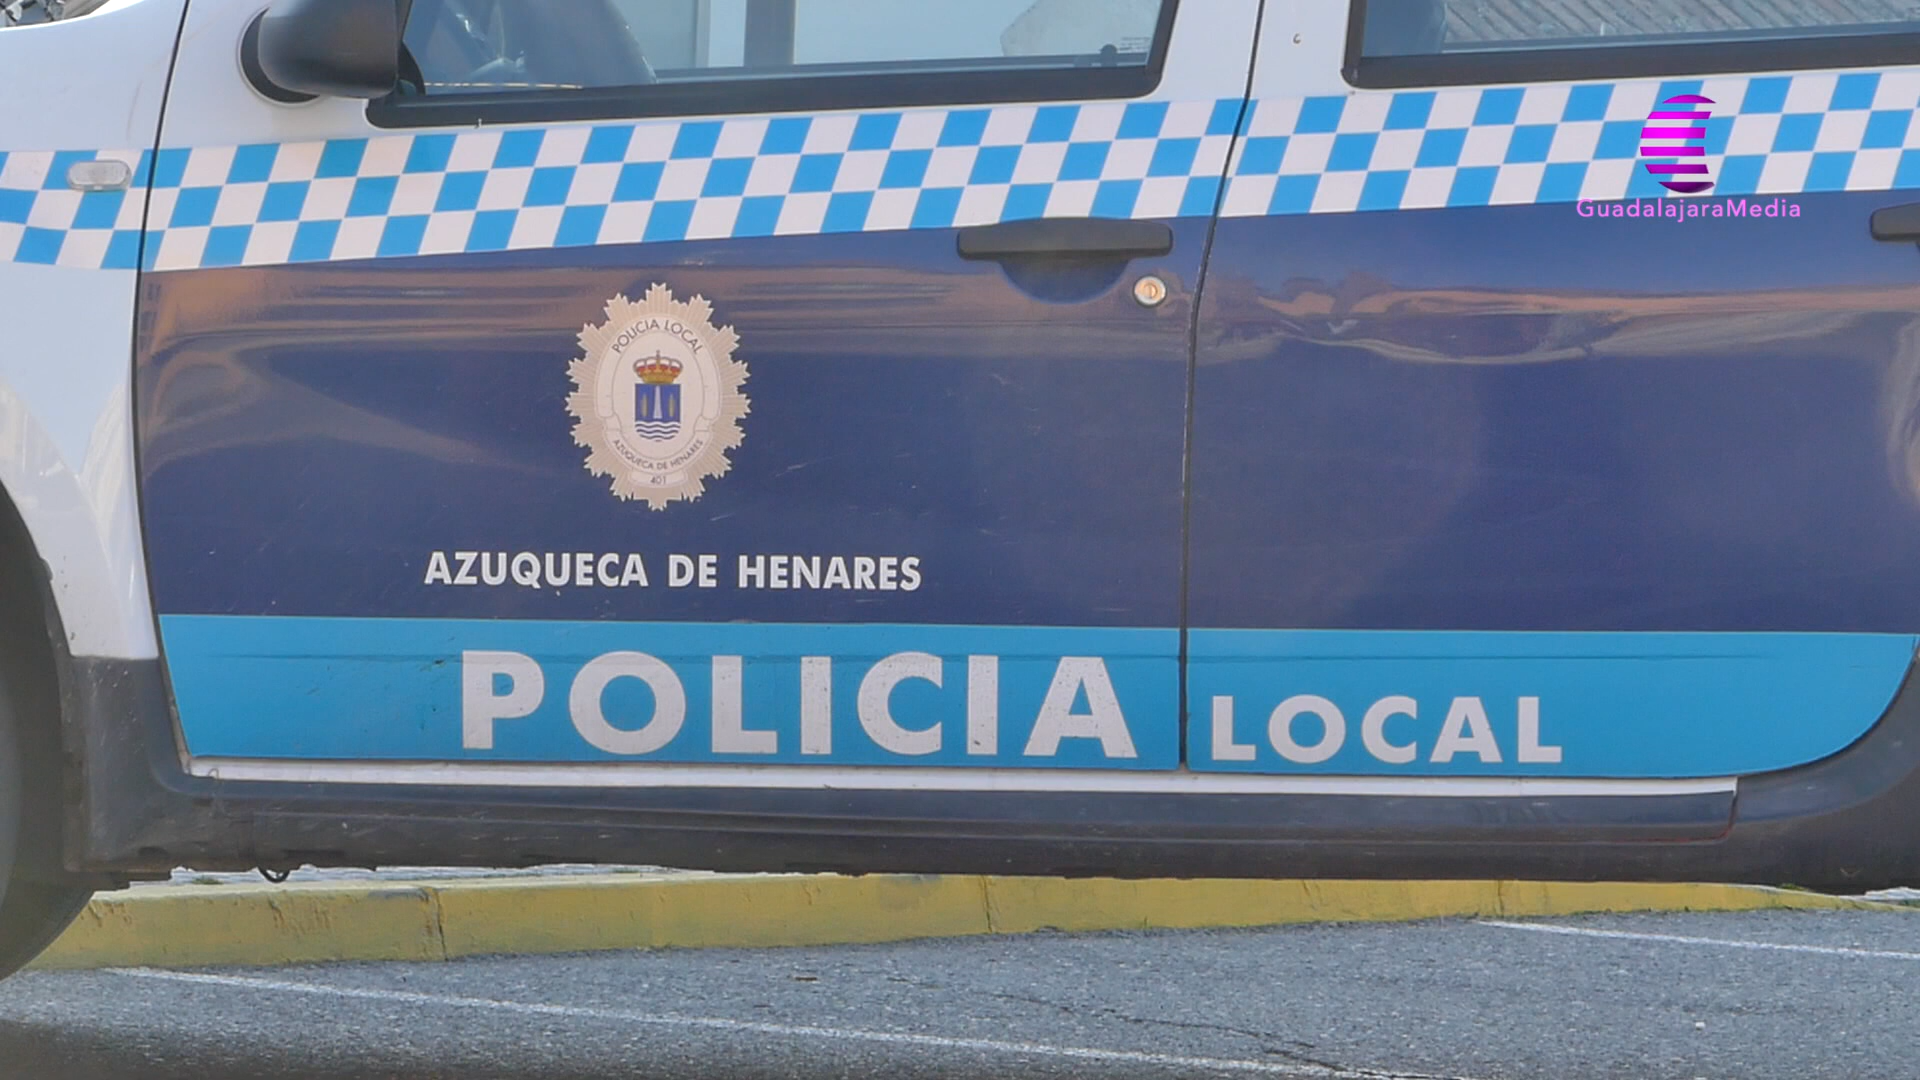 GuadalajaraMedia
POLICIA LOCAL
AZUQUECA DE HENARES
401
AZUQUECA DE HENARES
POLICIA LOCAL